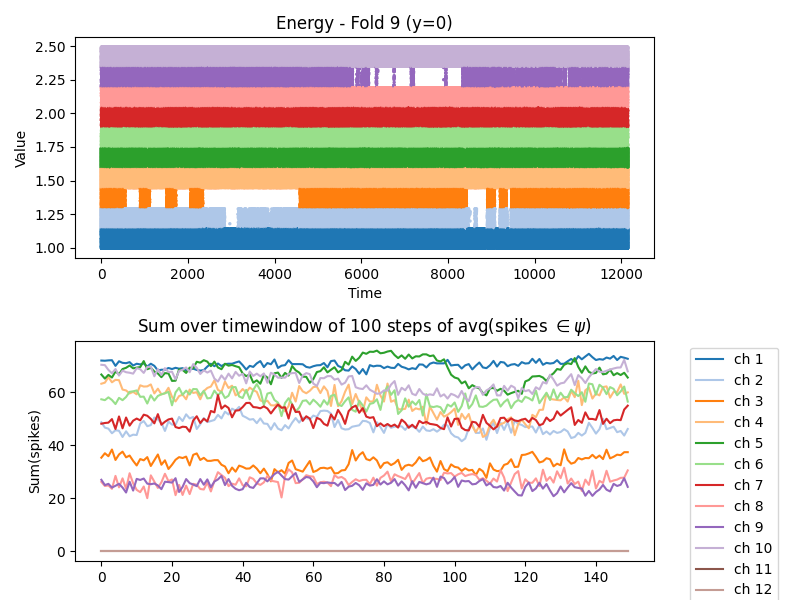 Energy - Fold 9 (y=0)
2.50
2.25
2.00
1.75
1.50
1.25
1.00
Value
0 2000 4000 6000 8000 10000 12000
Time
Sum over timewindow of 100 steps of avg(spikes ∈ ψ)
60
40
20
0
Sum(spikes)
0 20 40 60 80 100 120 140
ch 1
ch 2
ch 3
ch 4
ch 5
ch 6
ch 7
ch 8
ch 9
ch 10
ch 11
ch 12